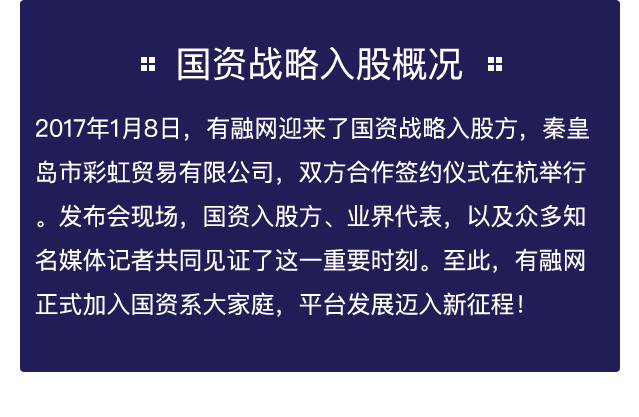 国资战略入股概况
2017年1月8日，有融网迎来了国资战略入股方，秦皇
岛市彩虹贸易有限公司，双方合作签约仪式在杭举行
。发布会现场，国资入股方、业界代表，以及众多知
名媒体记者共同见证了这一重要时刻。至此，有融网
正式加入国资系大家庭，平台发展迈入新征程！